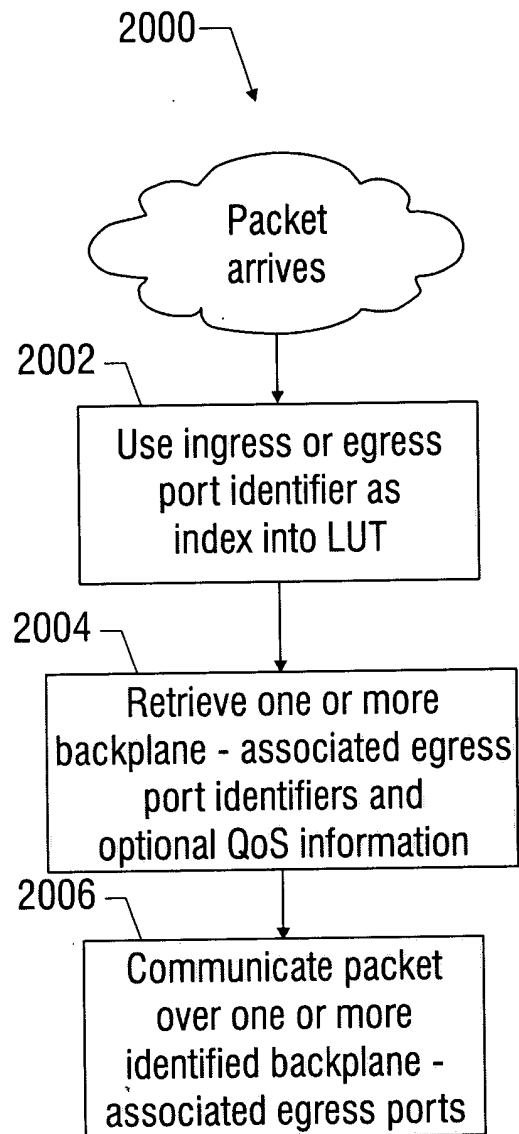 2000
Packet
arrives
2002
Use ingress or egress
port identifier as
index into LUT
2004
Retrieve one or more
backplane - associated egress
port identifiers and
optional QoS information
2006
Communicate packet
over one or more
identified backplane -
associated egress ports